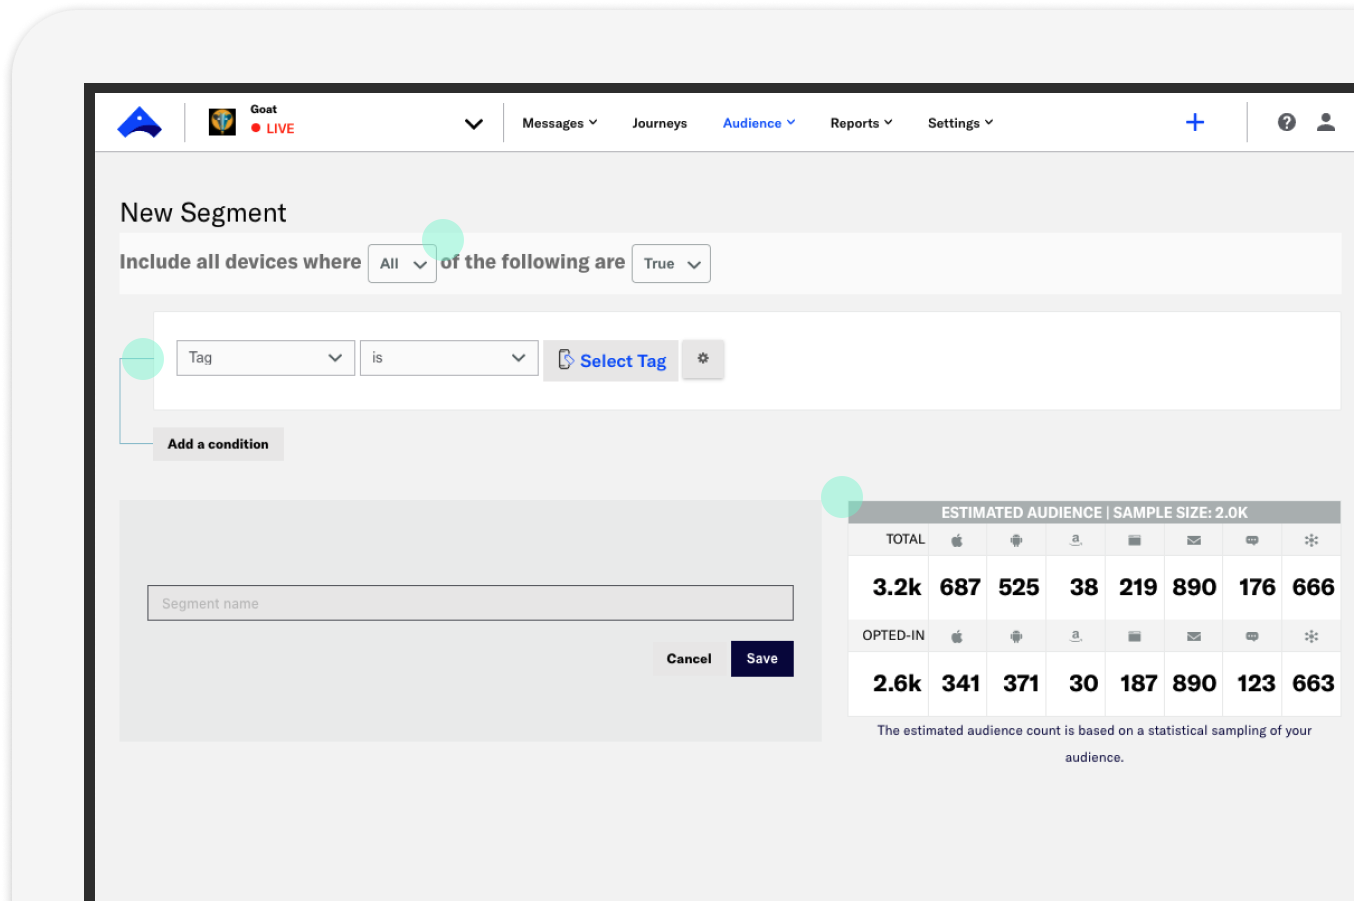 Goat
LIVE
Messages
Journeys
Audience
Reports
Settings
New Segment
Include all devices where All of the following are True
Tag
is
Select Tag
Add a condition
Segment name
Cancel
Save
ESTIMATED AUDIENCE | SAMPLE SIZE: 2.0K
TOTAL
3.2k 687 525 38 219 890 176 666
OPTED-IN
2.6k 341 371 30 187 890 123 663
The estimated audience count is based on a statistical sampling of your
audience.